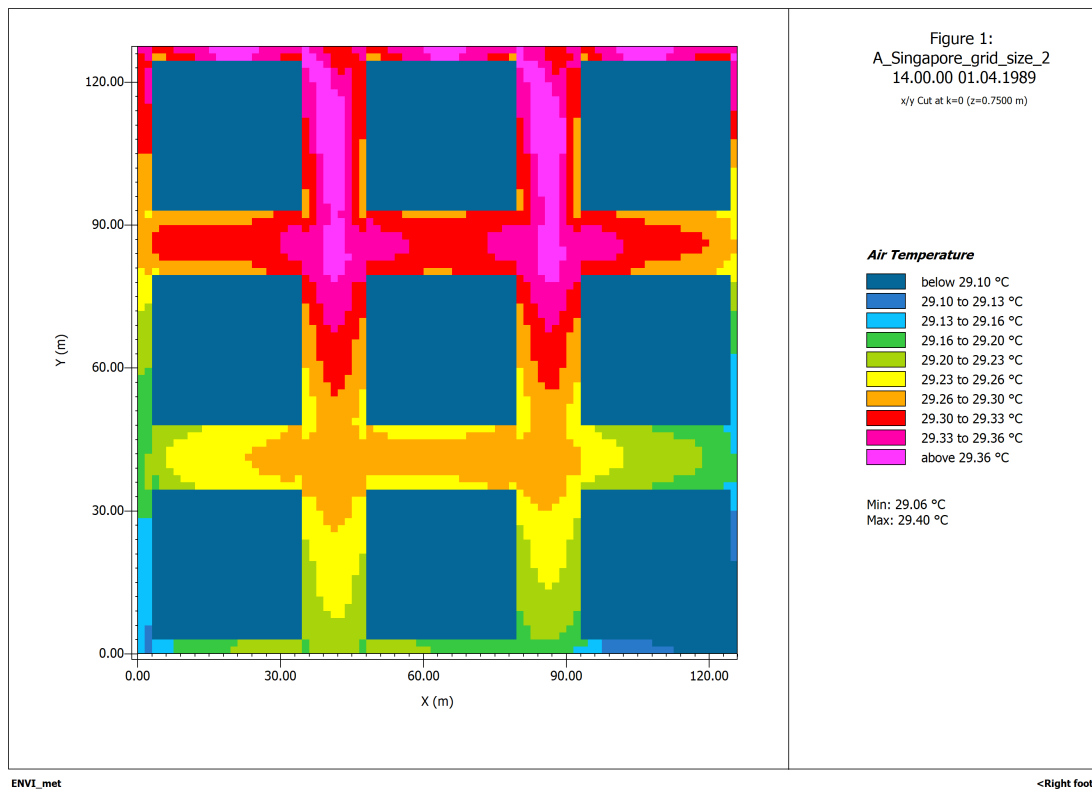 Figure 1:
A_Singapore_grid_size_2
14.00.00 01.04.1989
x/y Cut at k=0 (z=0.7500 m)
120.00
90.00
60.00
30.00
0.00
Y (m)
0.00 30.00 60.00 90.00 120.00
X (m)
Air Temperature
below 29.10 °C
29.10 to 29.13 °C
29.13 to 29.16 °C
29.16 to 29.20 °C
29.20 to 29.23 °C
29.23 to 29.26 °C
29.26 to 29.30 °C
29.30 to 29.33 °C
29.33 to 29.36 °C
above 29.36 °C
Min: 29.06 °C
Max: 29.40 °C
ENVI_met
<Right foot